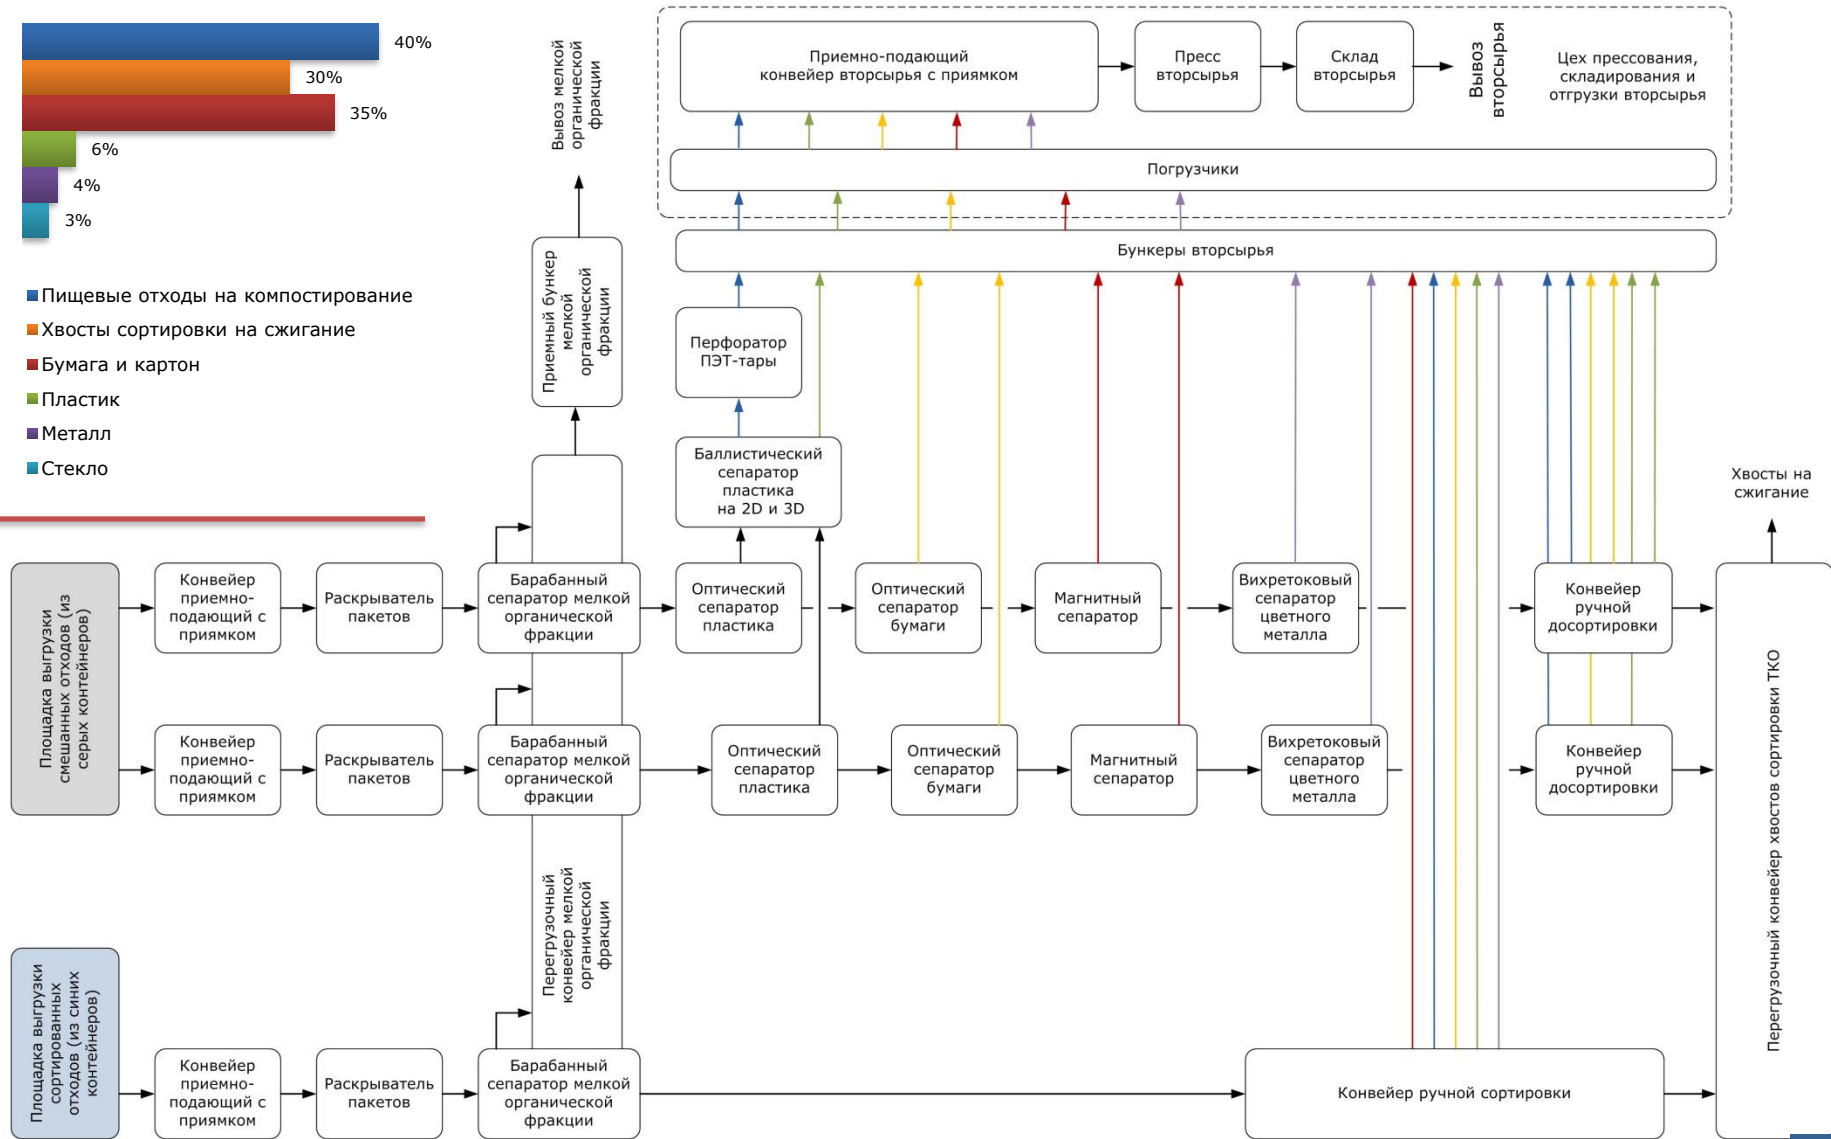 40%
30%
35%
6%
4%
3%
Пищевые отходы на компостирование
Хвосты сортировки на сжигание
Бумага и картон
Пластик
Металл
Стекло
Вывоз мелкой
органической
фракции
Приемный бункер
мелкой
органической
фракции
Приемно-подающий
конвейер вторсырья с приямком
Пресс
вторсырья
Склад
вторсырья
Вывоз
вторсырья
Цех прессования,
складирования и
отгрузки вторсырья
Погрузчики
Бункеры вторсырья
Перфоратор
ПЭТ-тары
Баллистический
сепаратор
пластика
на 2D и 3D
Хвосты на
сжигание
Площадка выгрузки
смешанных отходов (из
серых контейнеров)
Конвейер
приемно-
подающий с
приямком
Раскрыватель
пакетов
Барабанный
сепаратор мелкой
органической
фракции
Оптический
сепаратор
пластика
Оптический
сепаратор
бумаги
Магнитный
сепаратор
Вихретоковый
сепаратор
цветного
металла
Конвейер
ручной
досортировки
Конвейер
приемно-
подающий с
приямком
Раскрыватель
пакетов
Барабанный
сепаратор мелкой
органической
фракции
Оптический
сепаратор
пластика
Оптический
сепаратор
бумаги
Магнитный
сепаратор
Вихретоковый
сепаратор
цветного
металла
Конвейер
ручной
досортировки
Перегрузочный
конвейер мелкой
органической
фракции
Перегрузочный конвейер хвостов сортировки ТКО
Площадка выгрузки
сортированных
отходов (из синих
контейнеров)
Конвейер
приемно-
подающий с
приямком
Раскрыватель
пакетов
Барабанный
сепаратор мелкой
органической
фракции
Конвейер ручной сортировки